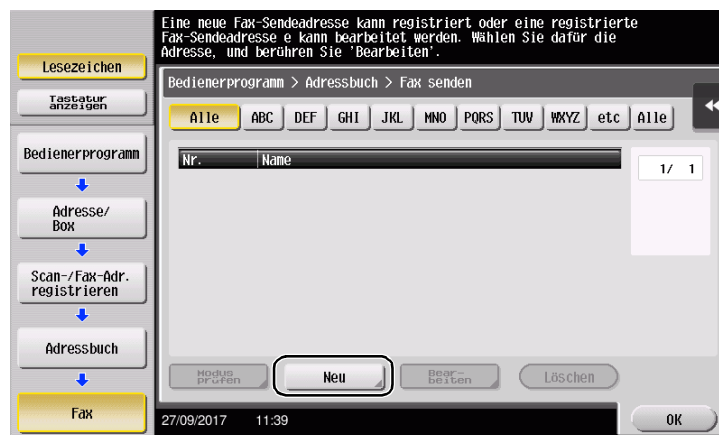 Eine neue Fax-Sendeadresse kann registriert oder eine registrierte
Fax-Sendeadresse e kann bearbeitet werden. Wählen Sie dafür die
Adresse, und berühren Sie 'Bearbeiten'.
Lesezeichen
Tastatur
anzeigen
Bedienerprogramm
Adresse/
Box
Scan-/Fax-Adr.
registrieren
Adressbuch
Fax
Bedienerprogramm > Adressbuch > Fax senden
Alle ABC DEF GHI JKL MNO PQRS TUV WXYZ etc Alle
Nr. Name
1/ 1
Modus
prüfen
Neu
Bear-
beiten
Löschen
27/09/2017 11:39
OK